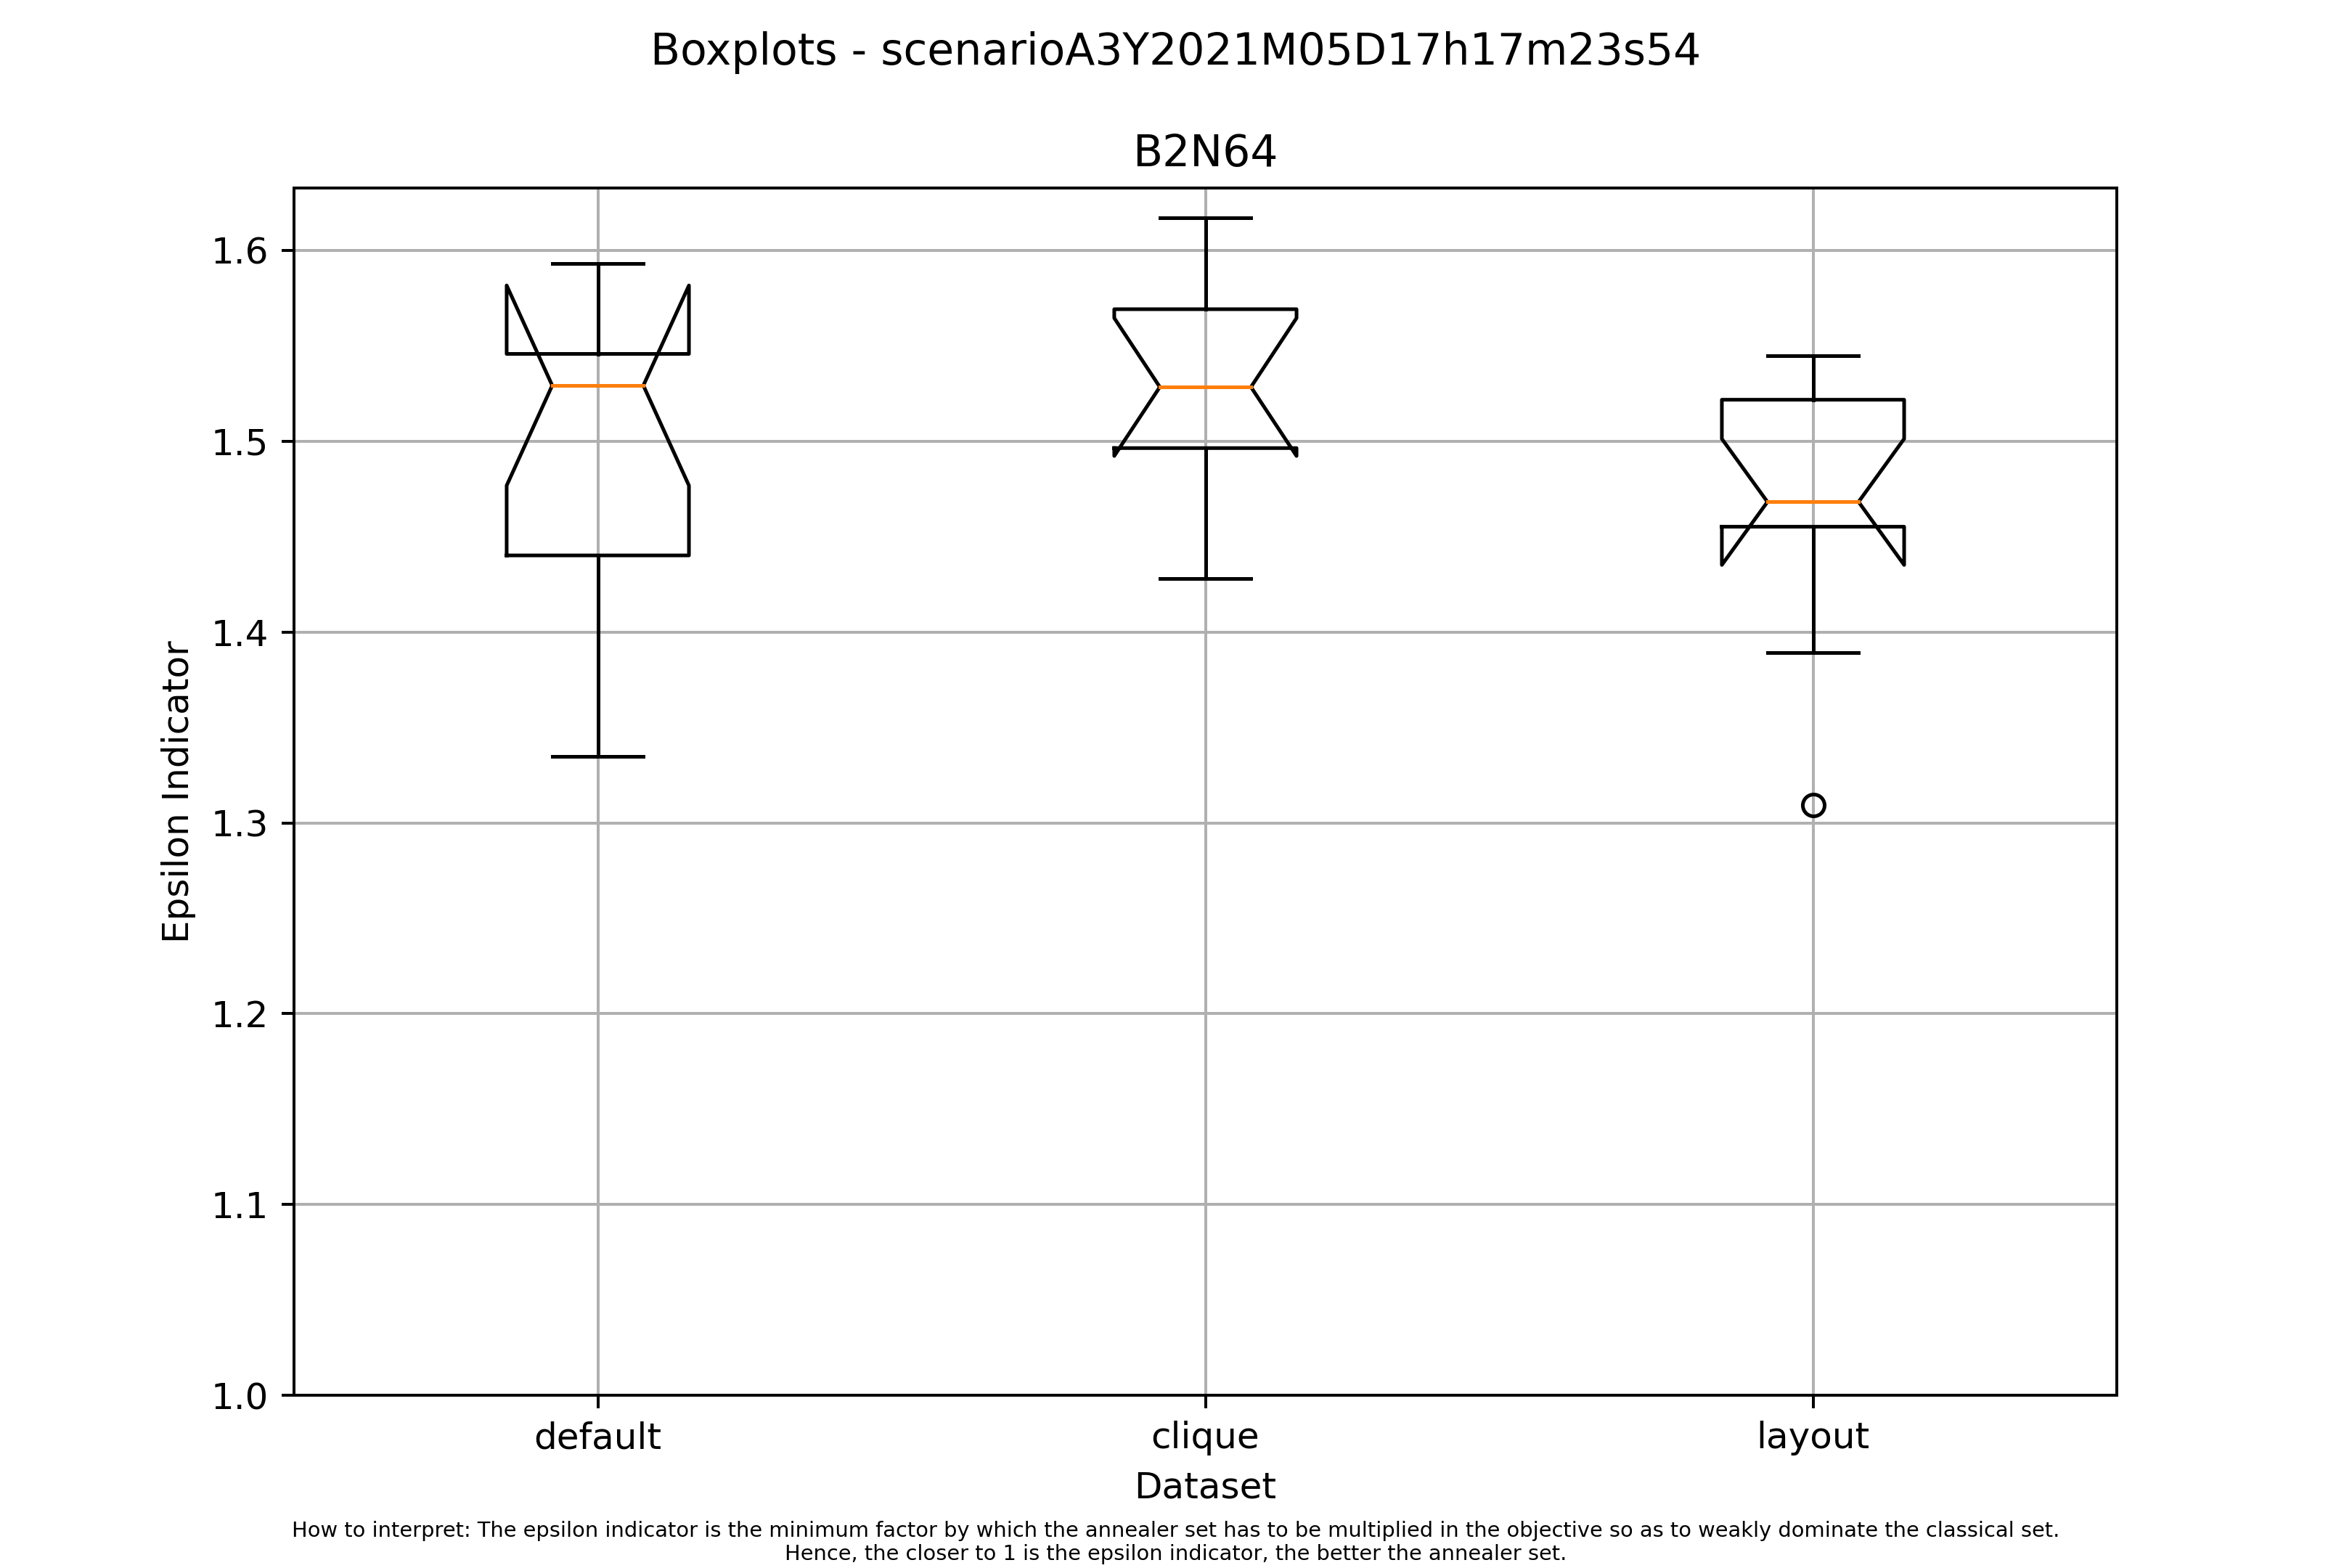 Boxplots - scenarioA3Y2021M05D17h17m23s54
B2N64
1.6
1.5
1.4
1.3
1.2
1.1
1.0
Epsilon Indicator
default
clique
layout
Dataset
How to interpret: The epsilon indicator is the minimum factor by which the annealer set has to be multiplied in the objective so as to weakly dominate the classical set.
Hence, the closer to 1 is the epsilon indicator, the better the annealer set.